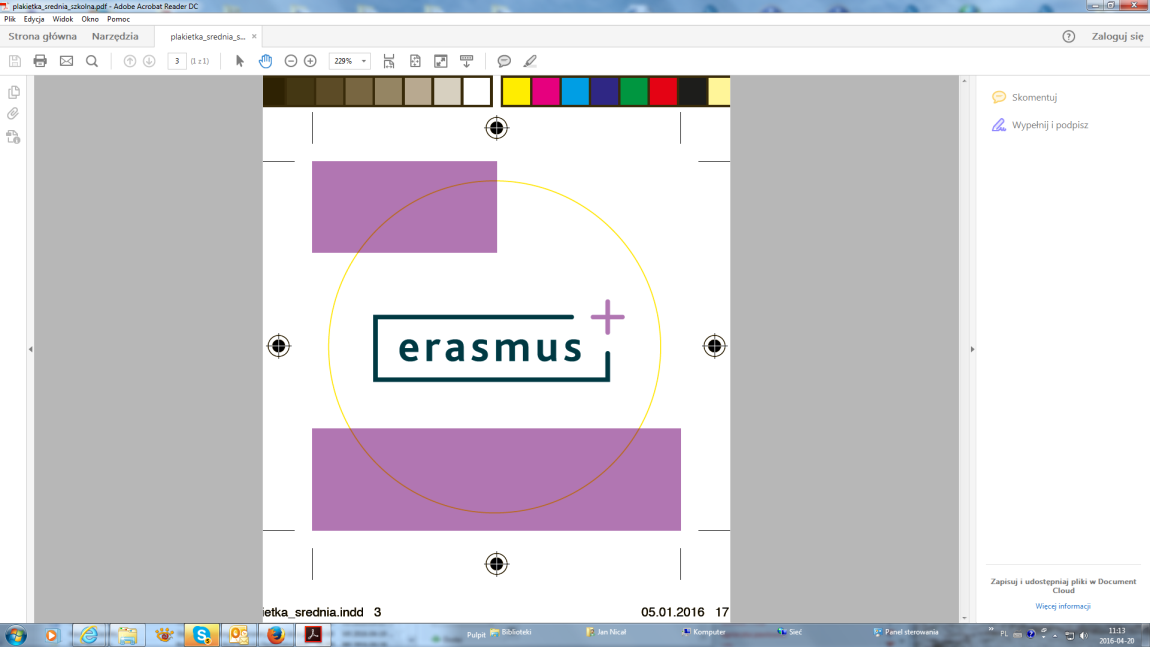 plakietka_srednia_szkolna.pdf - Adobe Acrobat Reader DC
Plik Edycja Widok Okno Pomoc
Strona główna Narzędzia plakietka_srednia_s... × Zaloguj się
3 (1 z 1) 229%
Skomentuj
Wypełnij i podpisz
erasmus
ietka_srednia.indd 3 05.01.2016 17
Zapisuj i udostępniaj pliki w Document
Cloud
Więcej informacji
Pulpit Biblioteki Jan Nicał Komputer Sieć Panel sterowania PL 11:13
2016-04-20